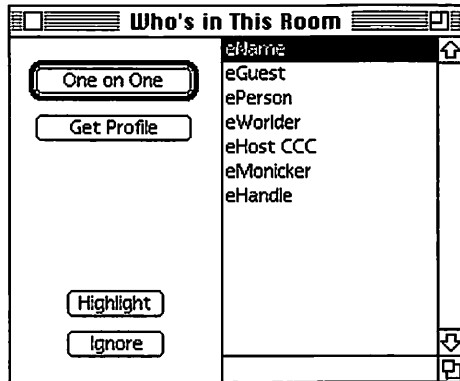 Who's in This Room
One on One
Get Profile
Highlight
Ignore
eName
eGuest
ePerson
eWorlder
eHost CCC
eMonicker
eHandle